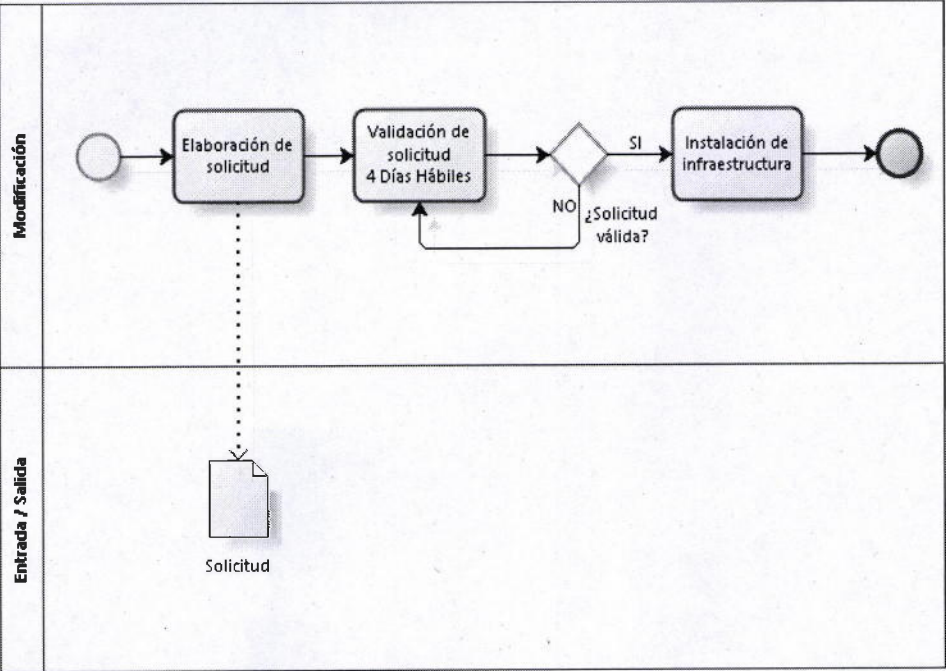 Modificación
Elaboración de
solicitud
Validación de
solicitud
4 Días Hábiles
SI
NO
¿Solicitud
válida?
Instalación de
infraestructura
Entrada / Salida
Solicitud